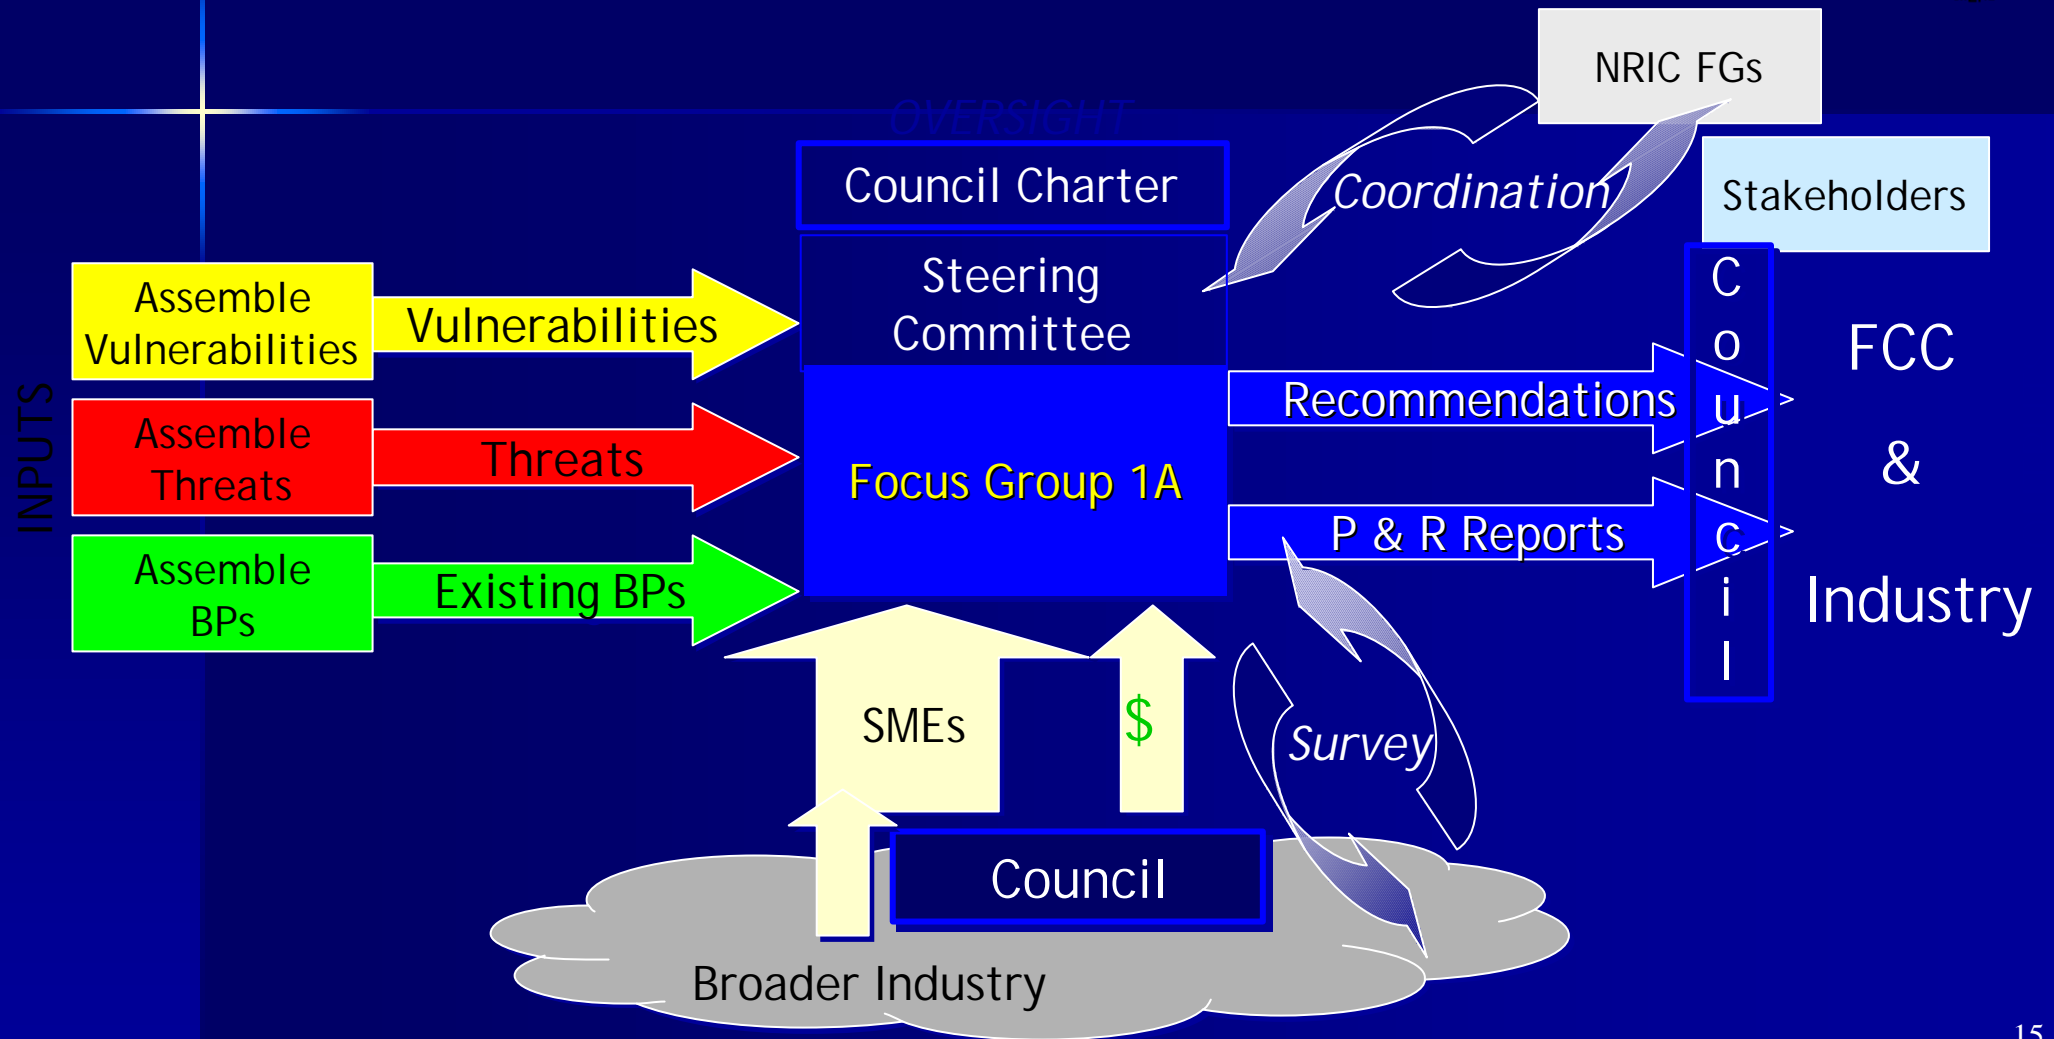 NRIC FGs
OVERSIGHT
Council Charter
Coordination
Stakeholders
Steering
Committee
Assemble
Vulnerabilities
Vulnerabilities
INPUTS
Assemble
Threats
Threats
Assemble
BPs
Existing BPs
Focus Group 1A
Recommendations
P & R Reports
C
o
u
n
c
i
l
FCC
&
Industry
SMEs
$
Survey
Council
Broader Industry
15